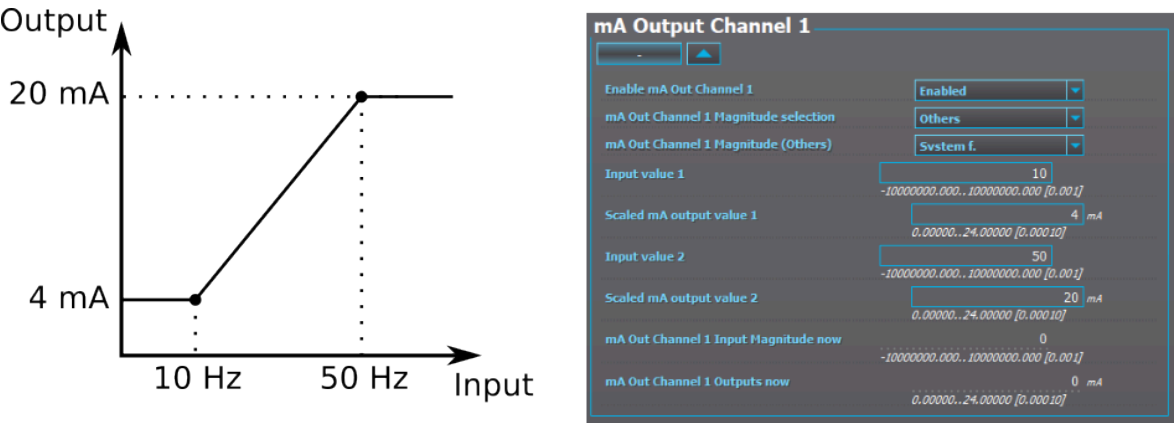 Output
20 mA
4 mA
10 Hz
50 Hz
Input
mA Output Channel 1
-
Enable mA Out Channel 1
Enabled
mA Out Channel 1 Magnitude selection
Others
mA Out Channel 1 Magnitude (Others)
System f.
Input value 1
10
-10000000.000..10000000.000 [0.001]
Scaled mA output value 1
4 mA
0.00000..24.00000 [0.00010]
Input value 2
50
-10000000.000..10000000.000 [0.001]
Scaled mA output value 2
20 mA
0.00000..24.00000 [0.00010]
mA Out Channel 1 Input Magnitude now
0
-10000000.000..10000000.000 [0.001]
mA Out Channel 1 Outputs now
0 mA
0.00000..24.00000 [0.00010]